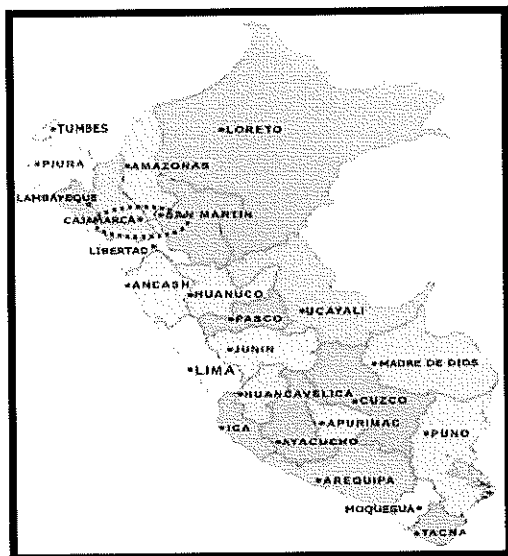 TUMBES
LORETO
PIURA
AMAZONAS
LAMBAYEQUE
SAN MARTIN
CAJAMARCA
LIBERTAD
ANCASH
HUANUCO
UCAYALI
PASCO
JUNIN
MADRE DE DIOS
LIMA
HUANCAVELICA
CUZCO
ICA
APURIMAC
PUNO
AYACUCHO
AREQUIPA
MOQUEGUA
TACNA